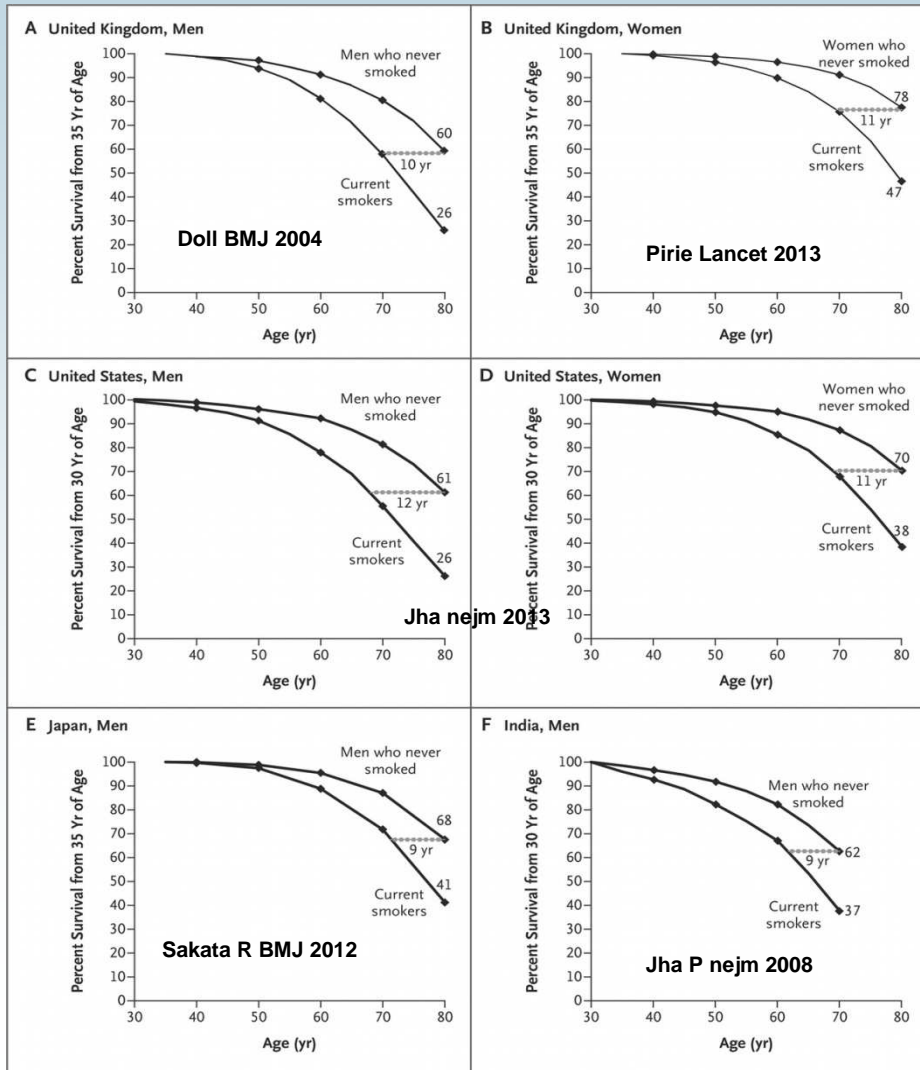 A United Kingdom, Men
Percent Survival from 35 Yr of Age
100
90
80
70
60
50
40
30
20
10
0
Men who never
smoked
60
10 yr
Current
smokers
26
Doll BMJ 2004
30 40 50 60 70 80
Age (yr)
B United Kingdom, Women
Percent Survival from 35 Yr of Age
100
90
80
70
60
50
40
30
20
10
0
Women who
never smoked
78
11 yr
Current
smokers
47
Pirie Lancet 2013
30 40 50 60 70 80
Age (yr)
C United States, Men
Percent Survival from 30 Yr of Age
100
90
80
70
60
50
40
30
20
10
0
Men who never
smoked
61
12 yr
Current
smokers
26
Jha nejm 2013
30 40 50 60 70 80
Age (yr)
D United States, Women
Percent Survival from 30 Yr of Age
100
90
80
70
60
50
40
30
20
10
0
Women who
never smoked
70
11 yr
Current
smokers
38
30 40 50 60 70 80
Age (yr)
E Japan, Men
Percent Survival from 35 Yr of Age
100
90
80
70
60
50
40
30
20
10
0
Men who never
smoked
68
9 yr
41
Current
smokers
Sakata R BMJ 2012
30 40 50 60 70 80
Age (yr)
F India, Men
Percent Survival from 30 Yr of Age
100
90
80
70
60
50
40
30
20
10
0
Men who never
smoked
62
9 yr
Current
smokers
37
Jha P nejm 2008
30 40 50 60 70 80
Age (yr)